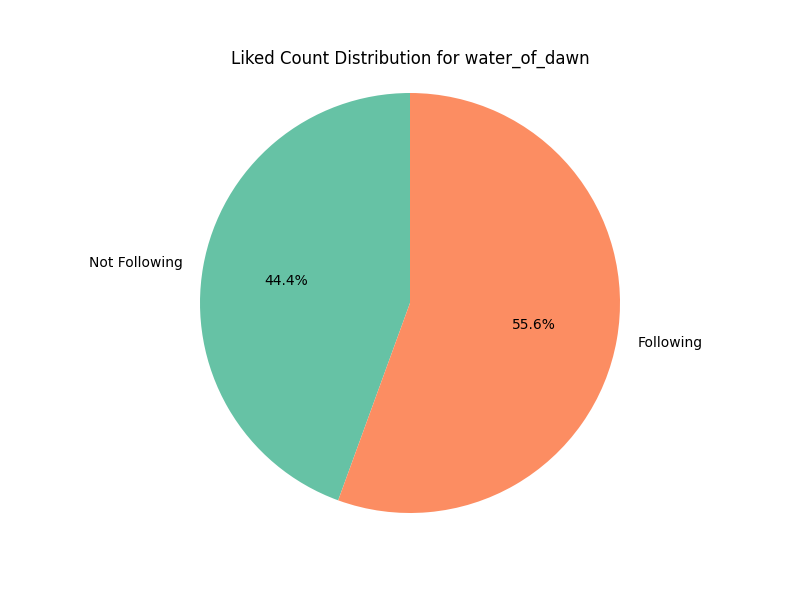 Liked Count Distribution for water_of_dawn
Not Following
44.4%
55.6%
Following